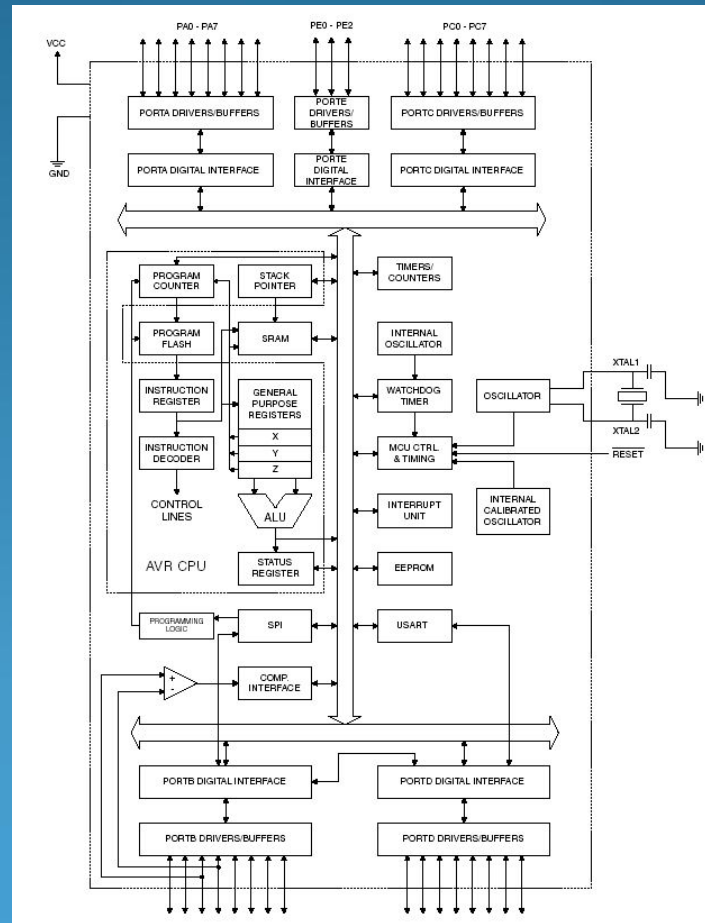 PA0 - PA7
PE0 - PE2
PC0 - PC7
VCC
GND
PORTA DRIVERS/BUFFERS
PORTE
DRIVERS/
BUFFERS
PORTC DRIVERS/BUFFERS
PORTA DIGITAL INTERFACE
PORTE
DIGITAL
INTERFACE
PORTC DIGITAL INTERFACE
PROGRAM
COUNTER
STACK
POINTER
TIMERS/
COUNTERS
PROGRAM
FLASH
SRAM
INTERNAL
OSCILLATOR
XTAL1
INSTRUCTION
REGISTER
GENERAL
PURPOSE
REGISTERS
WATCHDOG
TIMER
OSCILLATOR
X
Y
Z
XTAL2
INSTRUCTION
DECODER
MCU CTRL.
& TIMING
RESET
CONTROL
LINES
ALU
INTERRUPT
UNIT
INTERNAL
CALIBRATED
OSCILLATOR
AVR CPU
STATUS
REGISTER
EEPROM
PROGRAMMING
LOGIC
SPI
USART
+
-
COMP.
INTERFACE
PORTB DIGITAL INTERFACE
PORTD DIGITAL INTERFACE
PORTB DRIVERS/BUFFERS
PORTD DRIVERS/BUFFERS